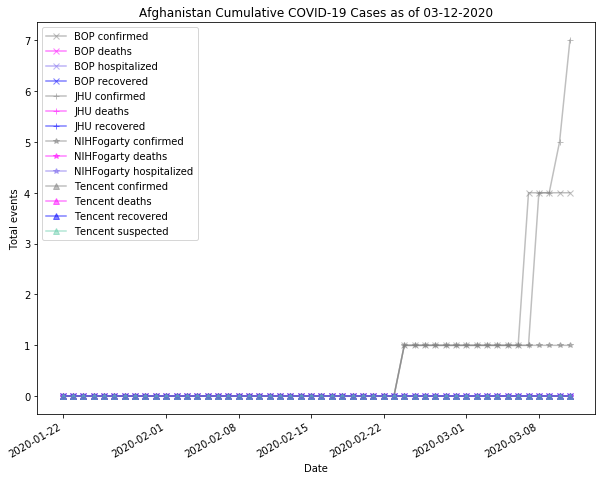 Afghanistan Cumulative COVID-19 Cases as of 03-12-2020
BOP confirmed
BOP deaths
BOP hospitalized
BOP recovered
JHU confirmed
JHU deaths
JHU recovered
NIHFogarty confirmed
NIHFogarty deaths
NIHFogarty hospitalized
Tencent confirmed
Tencent deaths
Tencent recovered
Tencent suspected
Total events
7
6
5
4
3
2
1
0
2020-01-22
2020-02-01
2020-02-08
2020-02-15
2020-02-22
2020-03-01
2020-03-08
Date